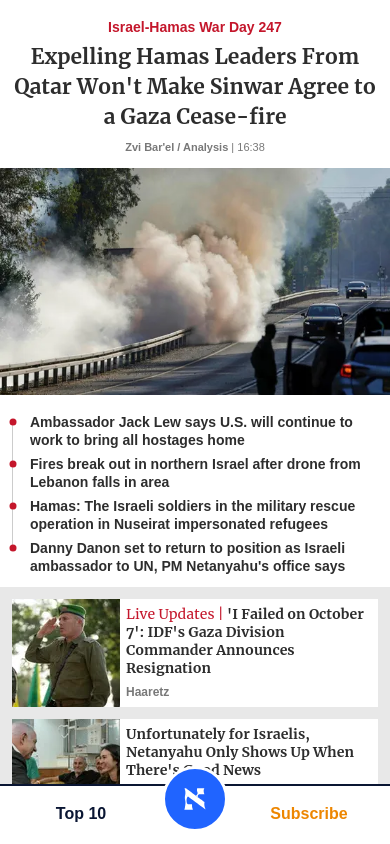 Israel-Hamas War Day 247
Expelling Hamas Leaders From
Qatar Won't Make Sinwar Agree to
a Gaza Cease-fire
Zvi Bar'el / Analysis | 16:38
Ambassador Jack Lew says U.S. will continue to
work to bring all hostages home
Fires break out in northern Israel after drone from
Lebanon falls in area
Hamas: The Israeli soldiers in the military rescue
operation in Nuseirat impersonated refugees
Danny Danon set to return to position as Israeli
ambassador to UN, PM Netanyahu's office says
Live Updates | 'I Failed on October
7': IDF's Gaza Division
Commander Announces
Resignation
Haaretz
Unfortunately for Israelis,
Netanyahu Only Shows Up When
There's Good News
Top 10
Subscribe